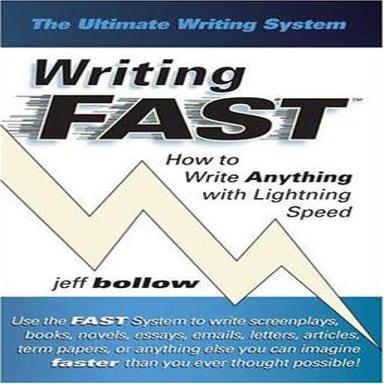 The Ultimate Writing System
Writing
FAST™
How to
Write Anything
with Lightning
Speed
jeff bollow
Use the FAST System to write screenplays,
books, novels, essays, emails, letters, articles,
term papers, or anything else you can imagine
faster than you ever thought possible!